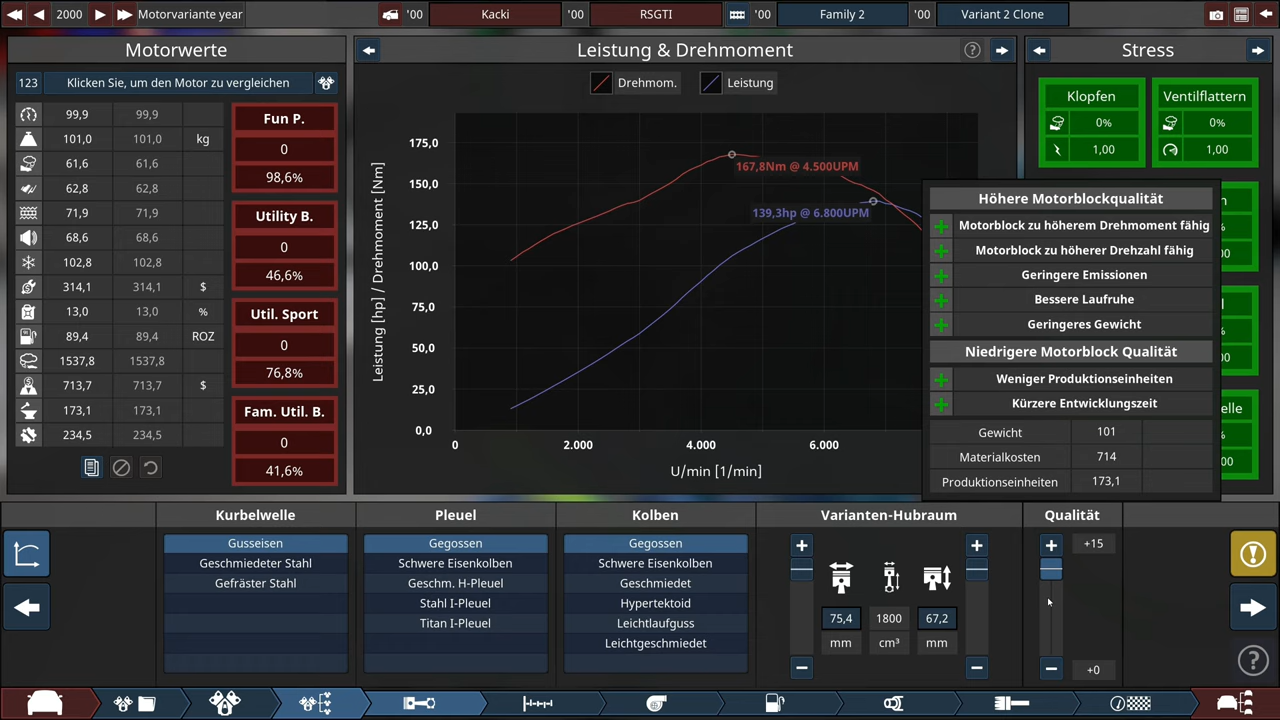 2000 Motorvariante year '00 Kacki '00 RSGTI '00 Family 2 '00 Variant 2 Clone
Motorwerte
123 Klicken Sie, um den Motor zu vergleichen
99,9 99,9
101,0 101,0 kg
61,6 61,6
62,8 62,8
71,9 71,9
68,6 68,6
102,8 102,8
314,1 314,1 $
13,0 13,0 %
89,4 89,4 ROZ
1537,8 1537,8
713,7 713,7 $
173,1 173,1
234,5 234,5
Fun P.
0
98,6%
Utility B.
0
46,6%
Util. Sport
0
76,8%
Fam. Util. B.
0
41,6%
Leistung & Drehmoment
?
Drehmom. Leistung
Leistung [hp] / Drehmoment [Nm]
175,0
150,0
125,0
100,0
75,0
50,0
25,0
0,0
167,8Nm @ 4.500UPM
139,3hp @ 6.800UPM
0 2.000 4.000 6.000
U/min [1/min]
Stress
Klopfen
0%
1,00
Ventilflattern
0%
1,00
Höhere Motorblockqualität
Motorblock zu höherem Drehmoment fähig
Motorblock zu höherer Drehzahl fähig
Geringere Emissionen
Bessere Laufruhe
Geringeres Gewicht
Niedrigere Motorblock Qualität
Weniger Produktionseinheiten
Kürzere Entwicklungszeit
Gewicht 101
Materialkosten 714
Produktionseinheiten 173,1
Kurbelwelle
Gusseisen
Geschmiedeter Stahl
Gefräster Stahl
Pleuel
Gegossen
Schwere Eisenkolben
Geschm. H-Pleuel
Stahl I-Pleuel
Titan I-Pleuel
Kolben
Gegossen
Schwere Eisenkolben
Geschmiedet
Hypertektoid
Leichtlaufguss
Leichtgeschmiedet
Varianten-Hubraum
75,4 1800 67,2
mm cm³ mm
Qualität
+15
+0
?